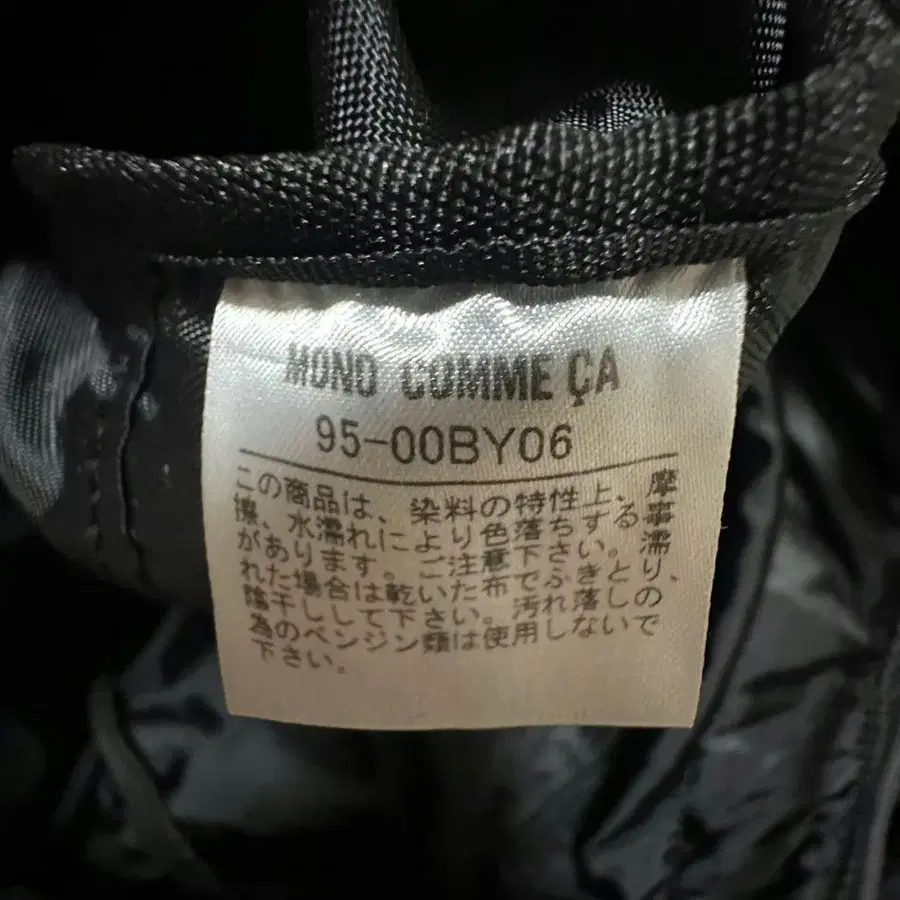 MONO COMME ÇA
95-00BY06
この商品は、染料の特性上、摩
擦、水濡れにより色落ちする事
があります。ご注意下さい。濡
れた場合は乾いた布でふきとり、
陰干しして下さい。汚れ落しの
為のベンジン類は使用しないで
下さい。